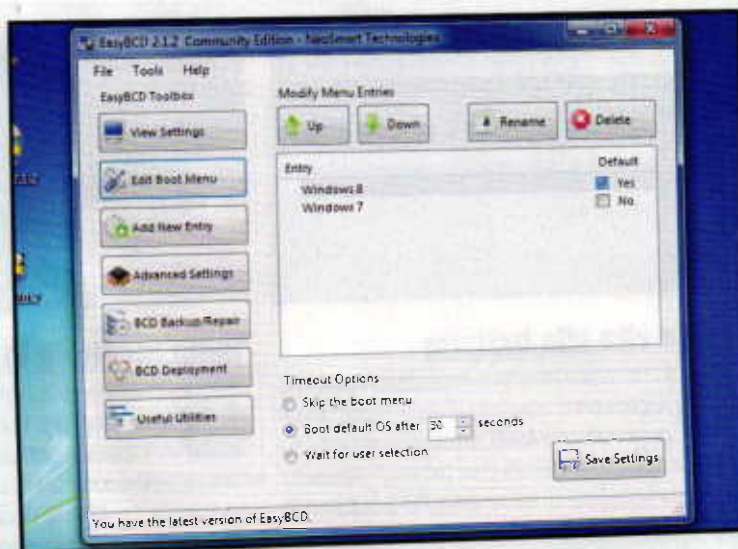 EasyBCD 2.1.2 Community Edition - NeoSmart Technologies
File Tools Help
EasyBCD Toolbox
View Settings
Edit Boot Menu
Add New Entry
Advanced Settings
BCD Backup/Repair
BCD Deployment
Useful Utilities
Modify Menu Entries
Up
Down
Rename
Delete
Entry Default
Windows 8 Yes
Windows 7 No
Timeout Options
Skip the boot menu
Boot default OS after 30 seconds
Wait for user selection
Save Settings
You have the latest version of EasyBCD.